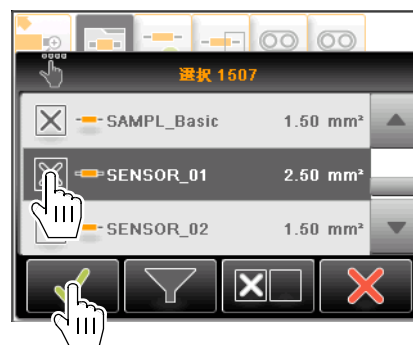 選択 1507
SAMPL_Basic 1.50 mm²
SENSOR_01 2.50 mm²
SENSOR_02 1.50 mm²